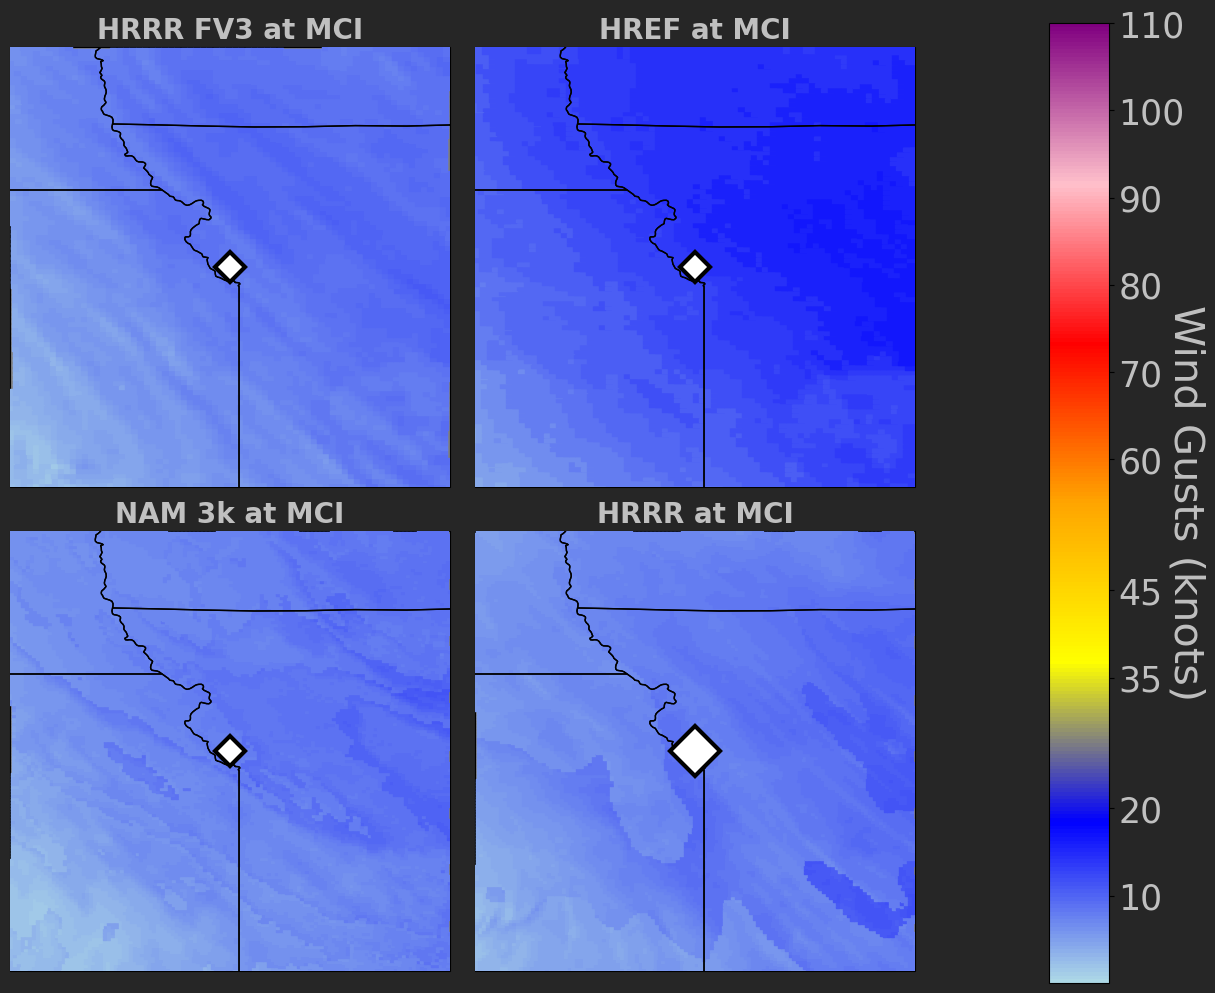 HRRR FV3 at MCI
HREF at MCI
NAM 3k at MCI
HRRR at MCI
110
100
90
80
70
60
45
35
20
10
Wind Gusts (knots)